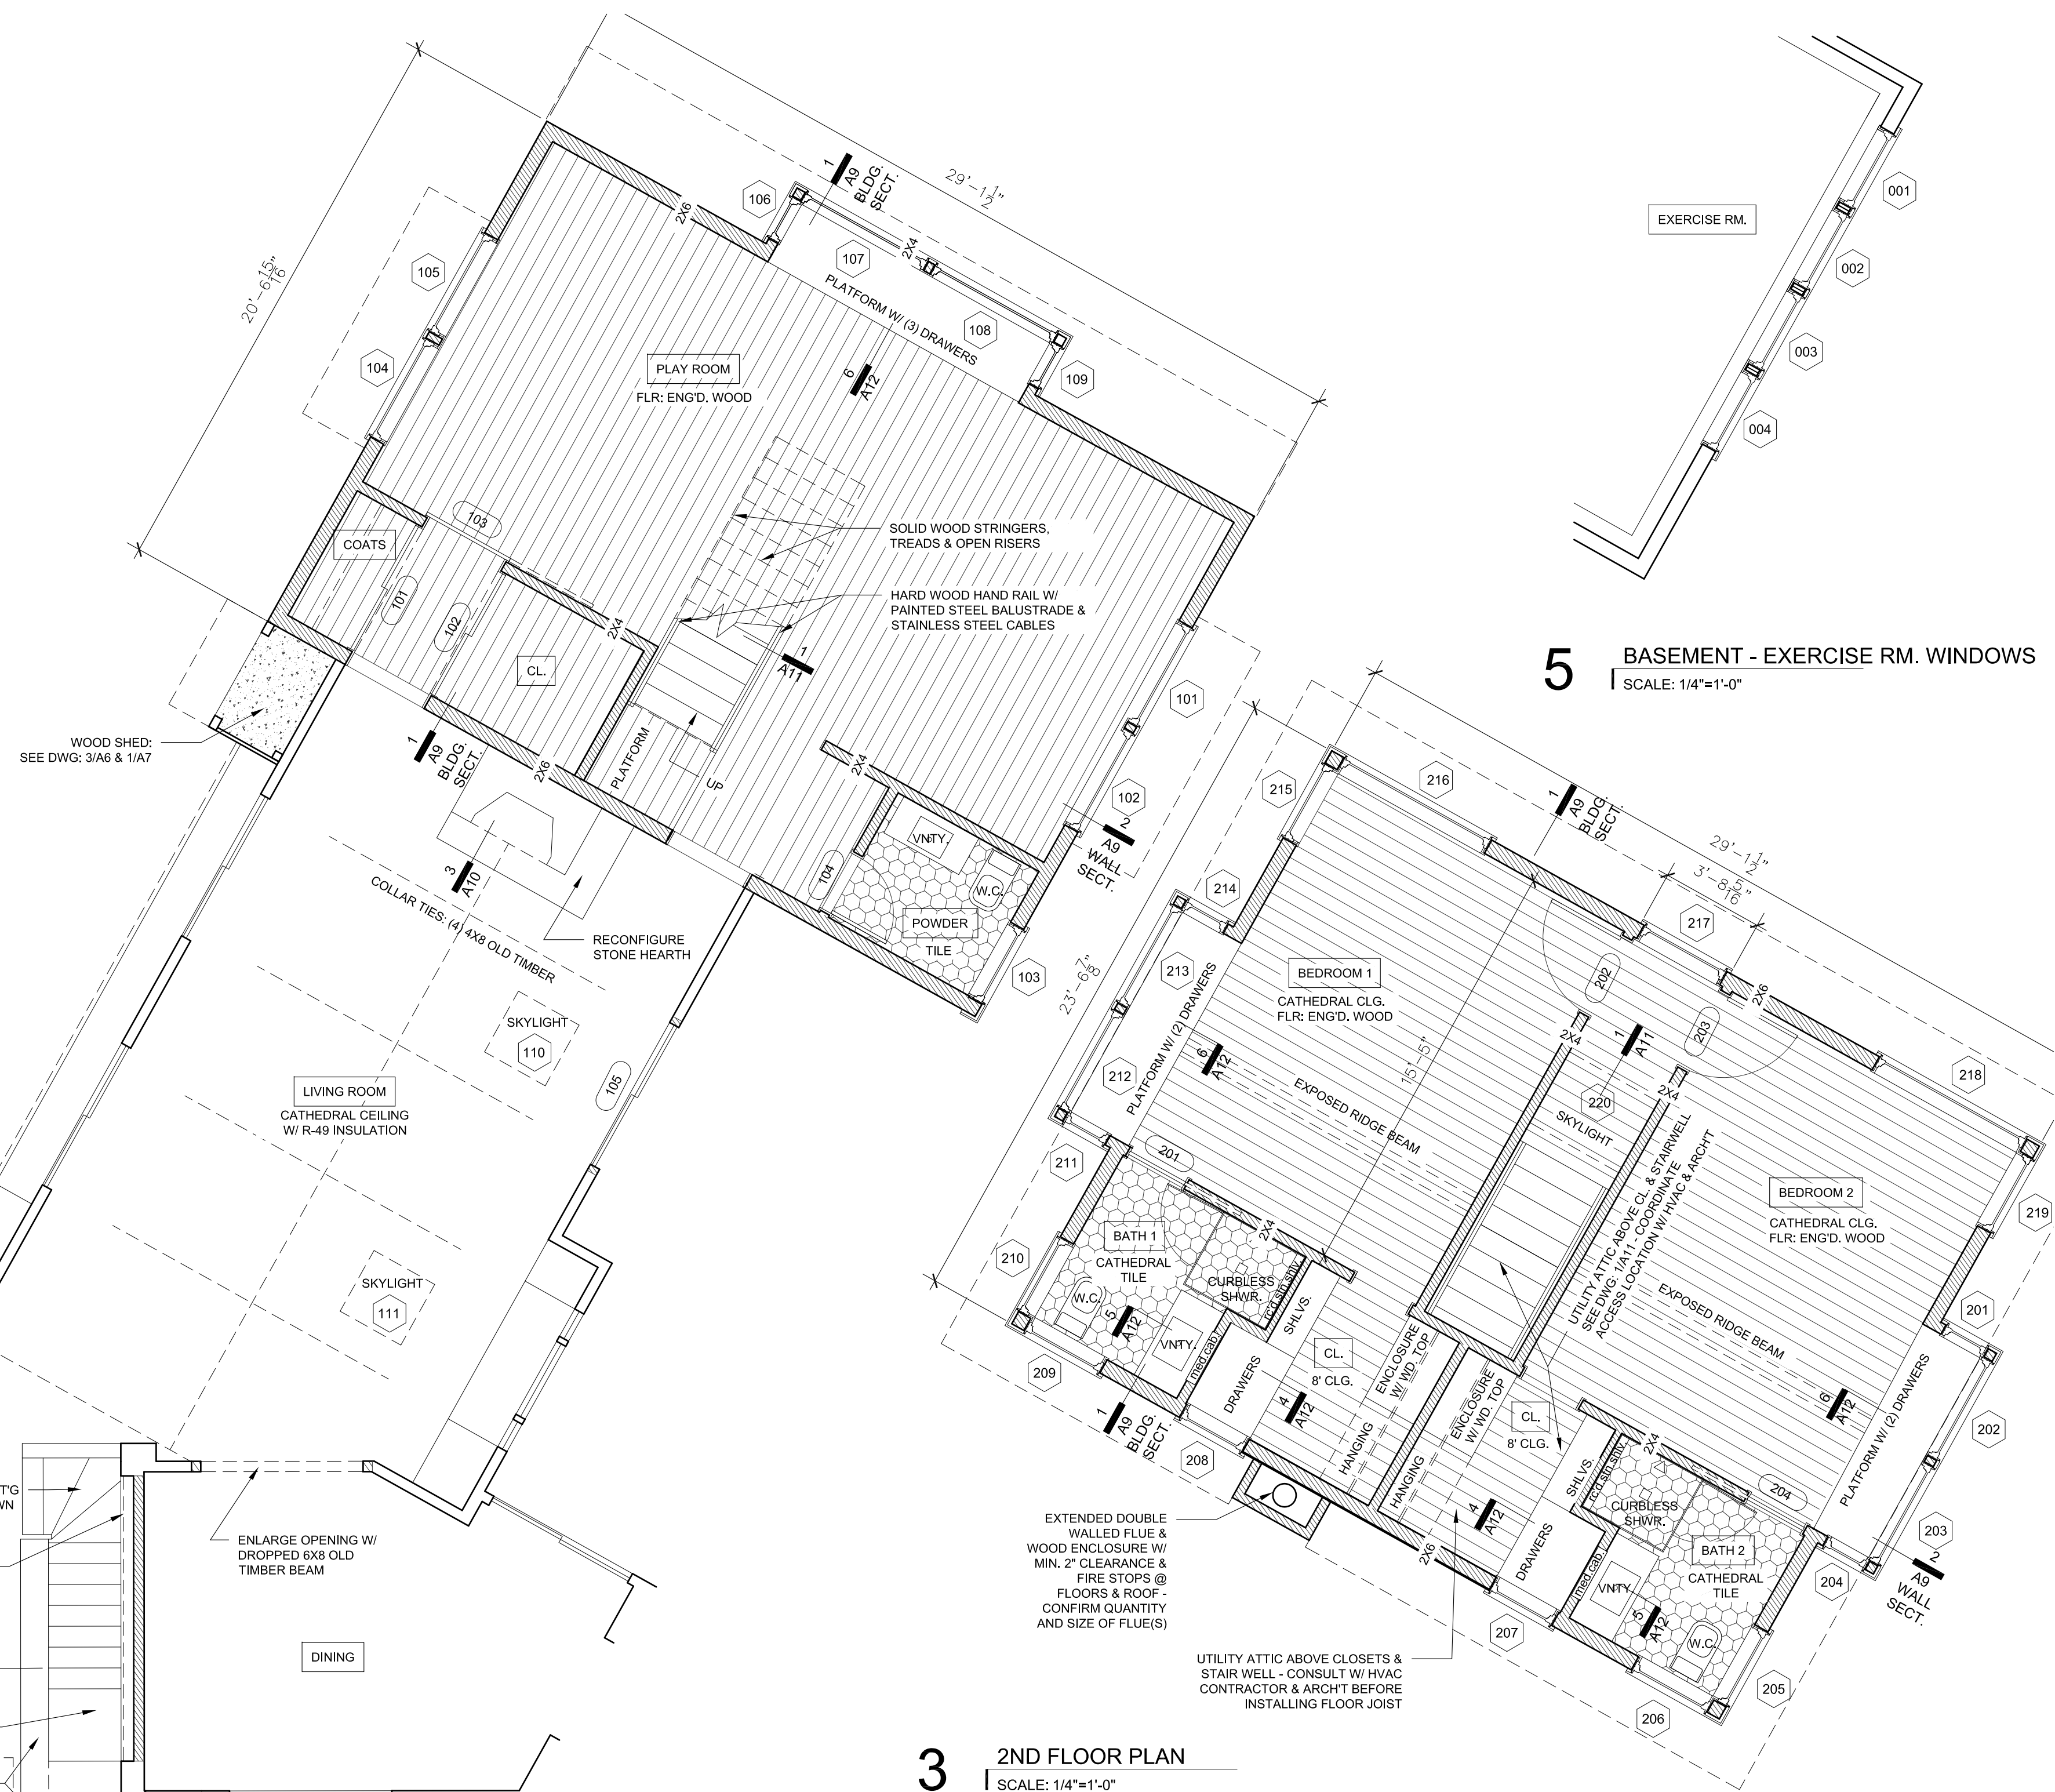 29'-1 1/2"
20'-6 15/16"
1
A9
BLDG.
SECT.
106
105
104
107
2X6
2X4
PLATFORM W/ (3) DRAWERS
108
109
PLAY ROOM
FLR: ENG'D. WOOD
6
A12
COATS
103
101
102
CL.
2X4
SOLID WOOD STRINGERS,
TREADS & OPEN RISERS
HARD WOOD HAND RAIL W/
PAINTED STEEL BALUSTRADE &
STAINLESS STEEL CABLES
1
A11
101
102
2
A9
WALL
SECT.
WOOD SHED:
SEE DWG: 3/A6 & 1/A7
1
A9
BLDG.
SECT.
2X6
PLATFORM
UP
2X4
VNTY.
W.C.
104
POWDER
TILE
103
3
A10
COLLAR TIES: (4) 4X8 OLD TIMBER
RECONFIGURE
STONE HEARTH
SKYLIGHT
110
105
LIVING ROOM
CATHEDRAL CEILING
W/ R-49 INSULATION
SKYLIGHT
111
T'G
WN
ENLARGE OPENING W/
DROPPED 6X8 OLD
TIMBER BEAM
DINING
EXERCISE RM.
001
002
003
004
5
BASEMENT - EXERCISE RM. WINDOWS
SCALE: 1/4"=1'-0"
29'-1 1/2"
3'-8 5/16"
23'-6 7/8"
15'-5"
215
216
1
A9
BLDG.
SECT.
214
217
213
BEDROOM 1
CATHEDRAL CLG.
FLR: ENG'D. WOOD
202
203
2X6
218
212
PLATFORM W/ (2) DRAWERS
6
A12
EXPOSED RIDGE BEAM
2X4
1
A11
220
SKYLIGHT
2X4
UTILITY ATTIC ABOVE CL. & STAIRWELL
SEE DWG: 1/A11 - COORDINATE
ACCESS LOCATION W/ HVAC & ARCH'T
BEDROOM 2
CATHEDRAL CLG.
FLR: ENG'D. WOOD
219
211
201
210
BATH 1
CATHEDRAL
TILE
2X4
CURBLESS
SHWR.
rc'd.stn.shlv.
W.C.
5
A12
VNTY.
med.cab.
SHLVS.
DRAWERS
CL.
8' CLG.
4
A12
ENCLOSURE
W/ WD. TOP
HANGING
ENCLOSURE
W/ WD. TOP
HANGING
CL.
8' CLG.
4
A12
EXPOSED RIDGE BEAM
6
A12
PLATFORM W/ (2) DRAWERS
201
202
203
2
A9
WALL
SECT.
209
1
A9
BLDG.
SECT.
208
2X6
SHLVS.
DRAWERS
rc'd.stn.shlv.
2X4
CURBLESS
SHWR.
204
med.cab.
VNTY.
5
A12
BATH 2
CATHEDRAL
TILE
W.C.
204
205
206
207
EXTENDED DOUBLE
WALLED FLUE &
WOOD ENCLOSURE W/
MIN. 2" CLEARANCE &
FIRE STOPS @
FLOORS & ROOF -
CONFIRM QUANTITY
AND SIZE OF FLUE(S)
UTILITY ATTIC ABOVE CLOSETS &
STAIR WELL - CONSULT W/ HVAC
CONTRACTOR & ARCH'T BEFORE
INSTALLING FLOOR JOIST
3
2ND FLOOR PLAN
SCALE: 1/4"=1'-0"